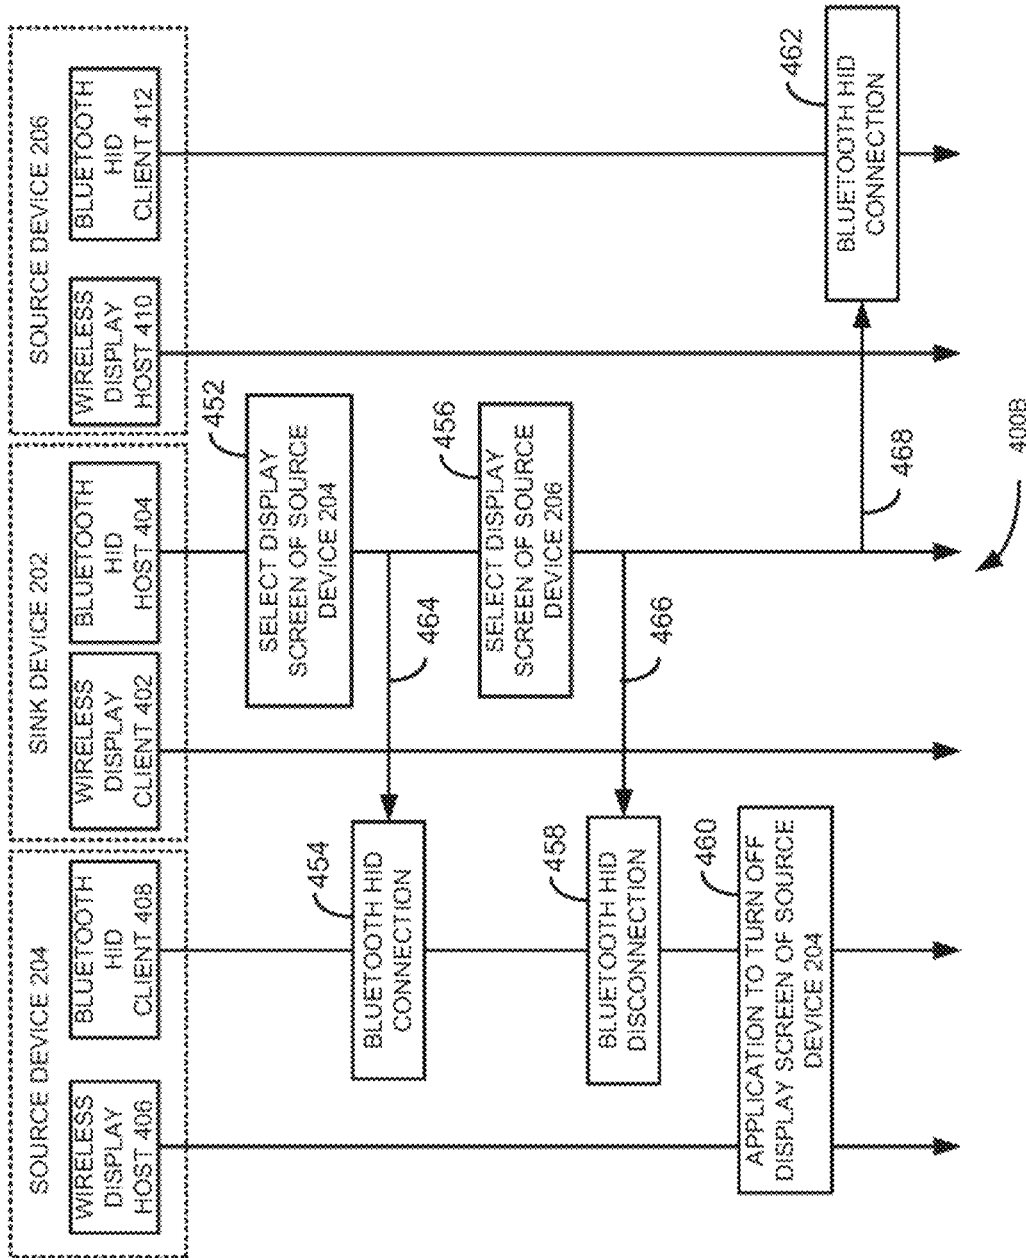 SOURCE DEVICE 204
WIRELESS
DISPLAY
HOST 406
BLUETOOTH
HID
CLIENT 408
SINK DEVICE 202
WIRELESS
DISPLAY
CLIENT 402
BLUETOOTH
HID
HOST 404
SOURCE DEVICE 206
WIRELESS
DISPLAY
HOST 410
BLUETOOTH
HID
CLIENT 412
452
SELECT DISPLAY
SCREEN OF SOURCE
DEVICE 204
464
454
BLUETOOTH HID
CONNECTION
456
SELECT DISPLAY
SCREEN OF SOURCE
DEVICE 206
466
458
BLUETOOTH HID
DISCONNECTION
460
APPLICATION TO TURN OFF
DISPLAY SCREEN OF SOURCE
DEVICE 204
462
BLUETOOTH HID
CONNECTION
468
400B